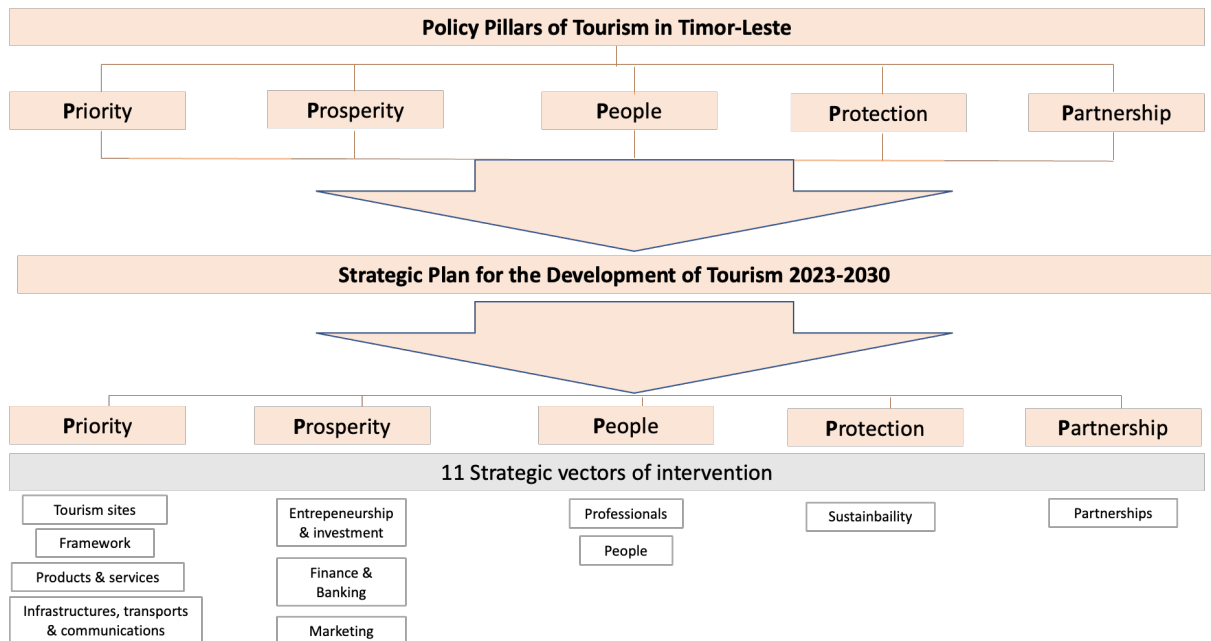 Policy Pillars of Tourism in Timor-Leste
Priority
Prosperity
People
Protection
Partnership
Strategic Plan for the Development of Tourism 2023-2030
Priority
Prosperity
People
Protection
Partnership
11 Strategic vectors of intervention
Tourism sites
Framework
Products & services
Infrastructures, transports
& communications
Entrepeneurship
& investment
Finance &
Banking
Marketing
Professionals
People
Sustainbaility
Partnerships